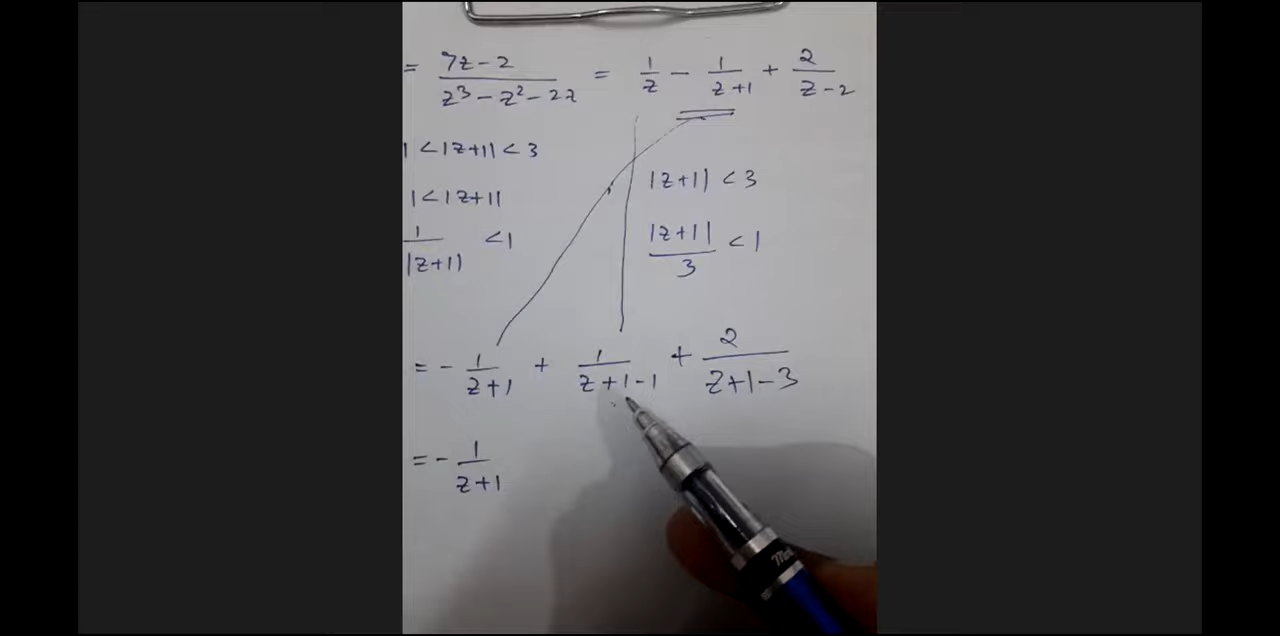 = 7z-2 / z³-z²-2z = 1/z - 1/z+1 + 2/z-2
1 < |z+1| < 3
1 < |z+1|
|z+1| < 3
1/|z+1| < 1
|z+1|/3 < 1
= - 1/z+1 + 1/z+1-1 + 2/z+1-3
= - 1/z+1